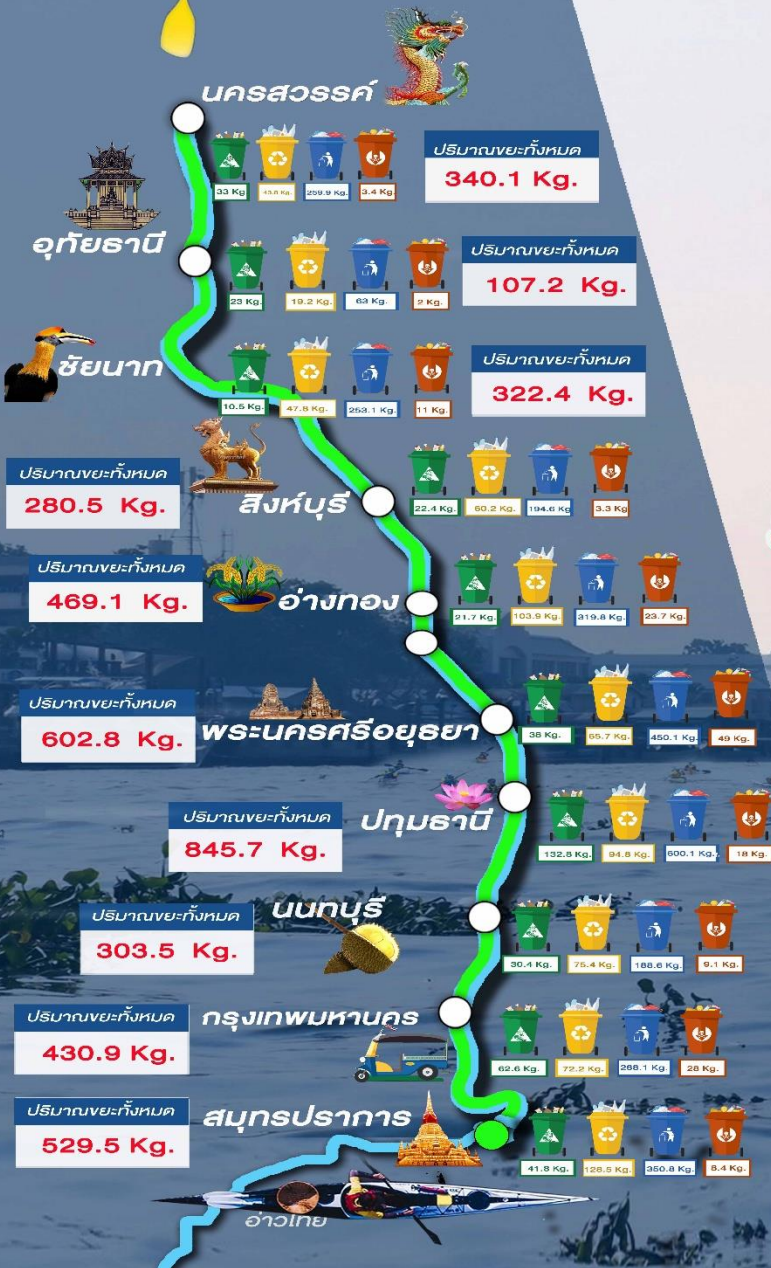 นครสวรรค์
33 Kg
43.8 Kg. 259.9 Kg. 3.4 Kg.
ปริมาณขยะทั้งหมด
340.1 Kg.
อุทัยธานี
23 Kg. 19.2 Kg. 63 Kg. 2 Kg.
ปริมาณขยะทั้งหมด
107.2 Kg.
ชัยนาท
10.5 Kg. 47.8 Kg. 253.1 Kg. 11 Kg.
ปริมาณขยะทั้งหมด
322.4 Kg.
ปริมาณขยะทั้งหมด
280.5 Kg.
สิงห์บุรี
22.4 Kg. 60.2 Kg. 194.6 Kg. 3.3 Kg
ปริมาณขยะทั้งหมด
469.1 Kg.
อ่างทอง
21.7 Kg. 103.9 Kg. 319.8 Kg. 23.7 Kg.
ปริมาณขยะทั้งหมด
602.8 Kg.
พระนครศรีอยุธยา
38 Kg. 65.7 Kg. 450.1 Kg. 49 Kg.
ปริมาณขยะทั้งหมด
845.7 Kg.
ปทุมธานี
132.8 Kg. 94.8 Kg. 600.1 Kg. 18 Kg.
ปริมาณขยะทั้งหมด
303.5 Kg.
นนทบุรี
30.4 Kg. 75.4 Kg. 188.6 Kg. 9.1 Kg.
ปริมาณขยะทั้งหมด
430.9 Kg.
กรุงเทพมหานคร
62.6 Kg. 72.2 Kg. 268.1 Kg. 28 Kg.
ปริมาณขยะทั้งหมด
529.5 Kg.
สมุทรปราการ
41.8 Kg. 128.5 Kg. 350.8 Kg. 8.4 Kg.
อ่าวไทย